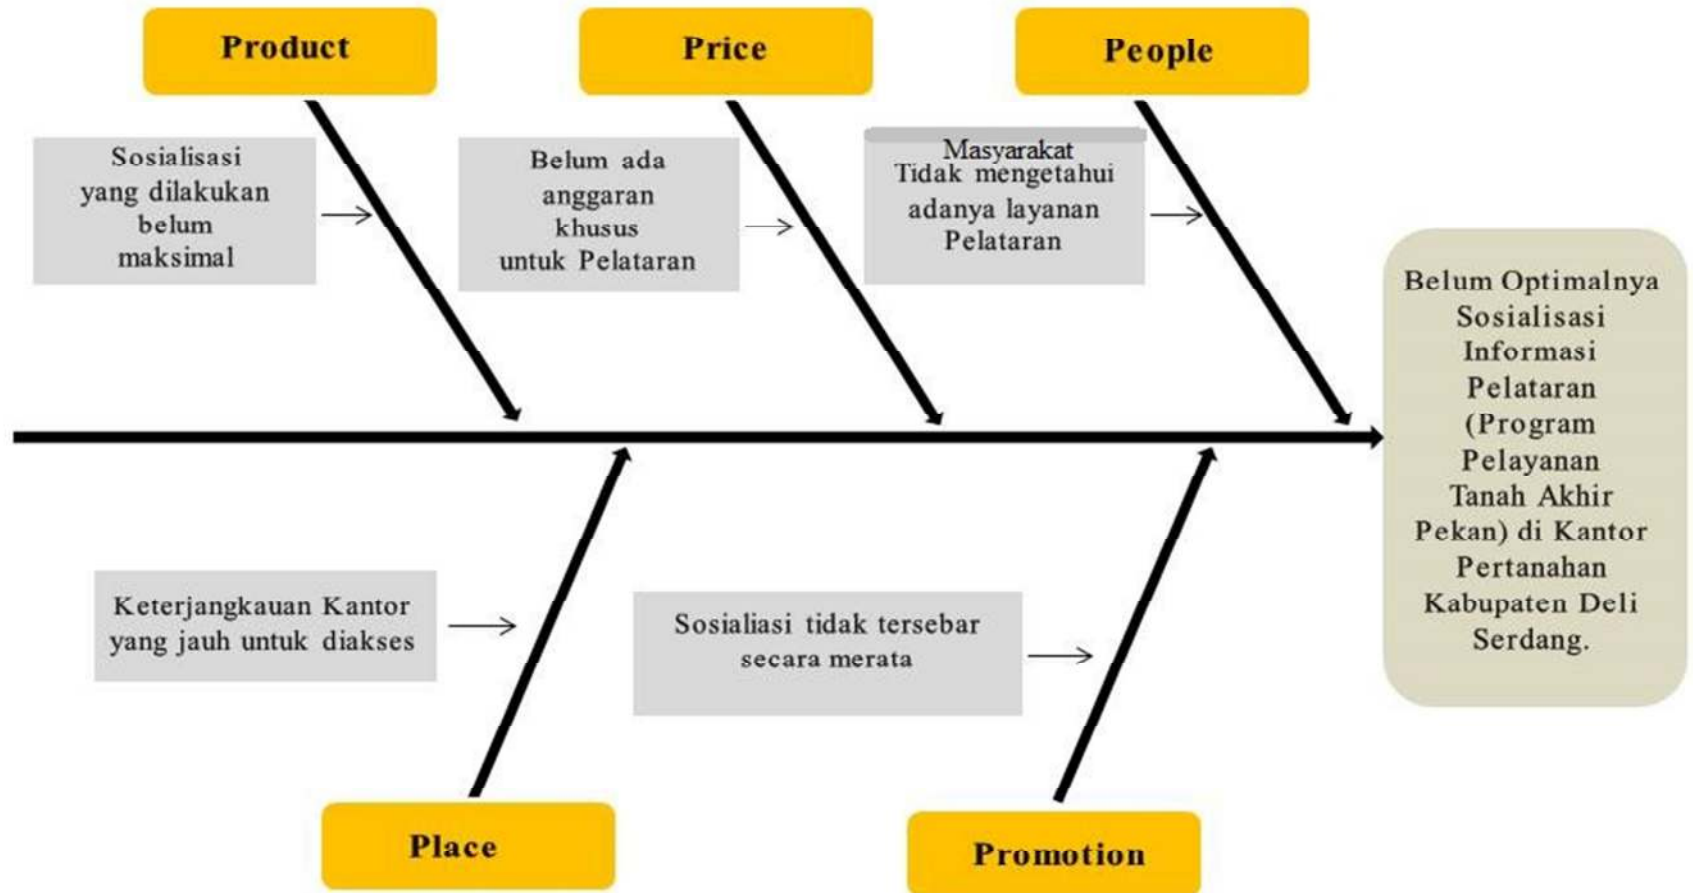 Product
Price
People
Sosialisasi
yang dilakukan
belum
maksimal
Belum ada
anggaran
khusus
untuk Pelataran
Masyarakat
Tidak mengetahui
adanya layanan
Pelataran
Belum Optimalnya
Sosialisasi
Informasi
Pelataran
(Program
Pelayanan
Tanah Akhir
Pekan) di Kantor
Pertanahan
Kabupaten Deli
Serdang.
Keterjangkauan Kantor
yang jauh untuk diakses
Sosialiasi tidak tersebar
secara merata
Place
Promotion